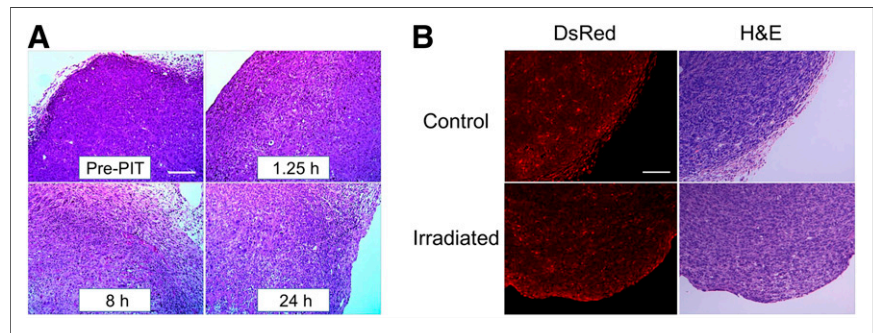 A
Pre-PIT
1.25 h
8 h
24 h
B
DsRed
H&E
Control
Irradiated